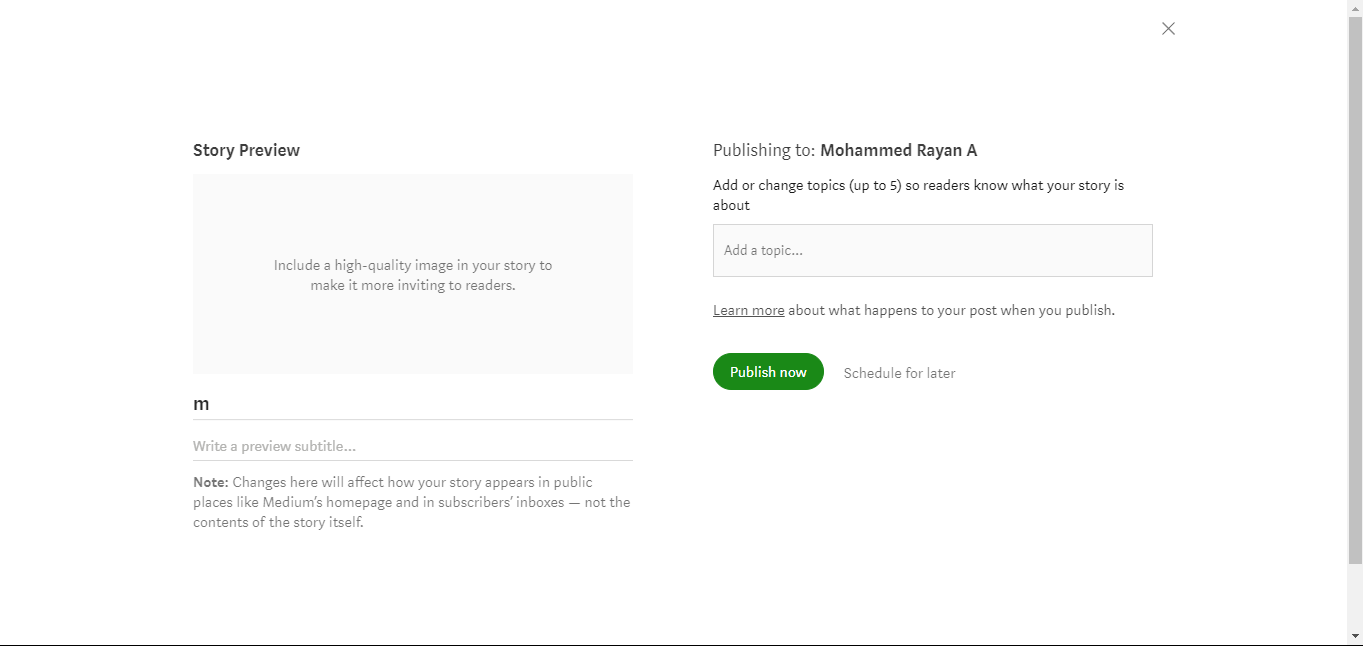 Story Preview
Include a high-quality image in your story to
make it more inviting to readers.
m
Write a preview subtitle...
Note: Changes here will affect how your story appears in public
places like Medium’s homepage and in subscribers’ inboxes — not the
contents of the story itself.
Publishing to: Mohammed Rayan A
Add or change topics (up to 5) so readers know what your story is
about
Add a topic...
Learn more about what happens to your post when you publish.
Publish now
Schedule for later